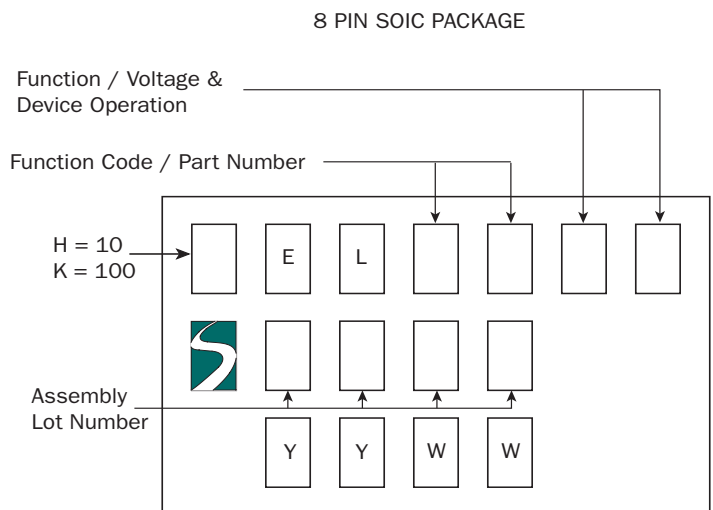 8 PIN SOIC PACKAGE
Function / Voltage &
Device Operation
Function Code / Part Number
H = 10
K = 100
E L
Assembly
Lot Number
Y Y W W